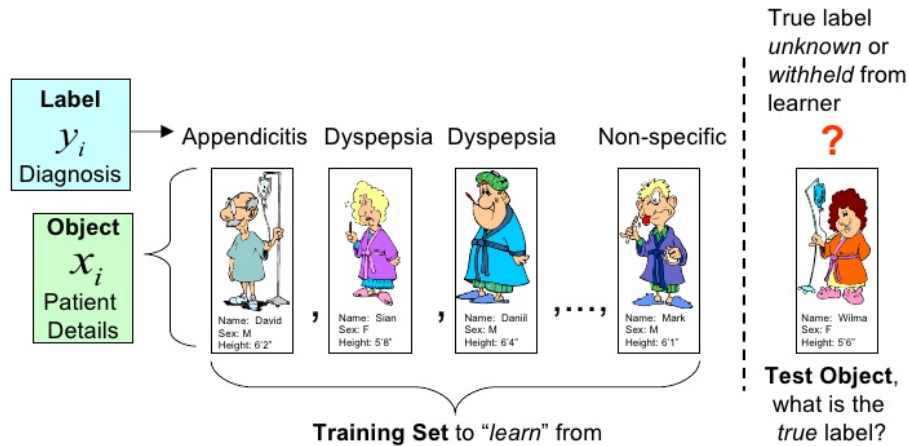 Label
y_i
Diagnosis
Object
x_i
Patient
Details
Appendicitis
Dyspepsia
Dyspepsia
Non-specific
Name: David
Sex: M
Height: 6'2"
,
Name: Sian
Sex: F
Height: 5'8"
,
Name: Daniil
Sex: M
Height: 6'4"
,...,
Name: Mark
Sex: M
Height: 6'1"
Training Set to "learn" from
True label
unknown or
withheld from
learner
?
Name: Wilma
Sex: F
Height: 5'6"
Test Object,
what is the
true label?